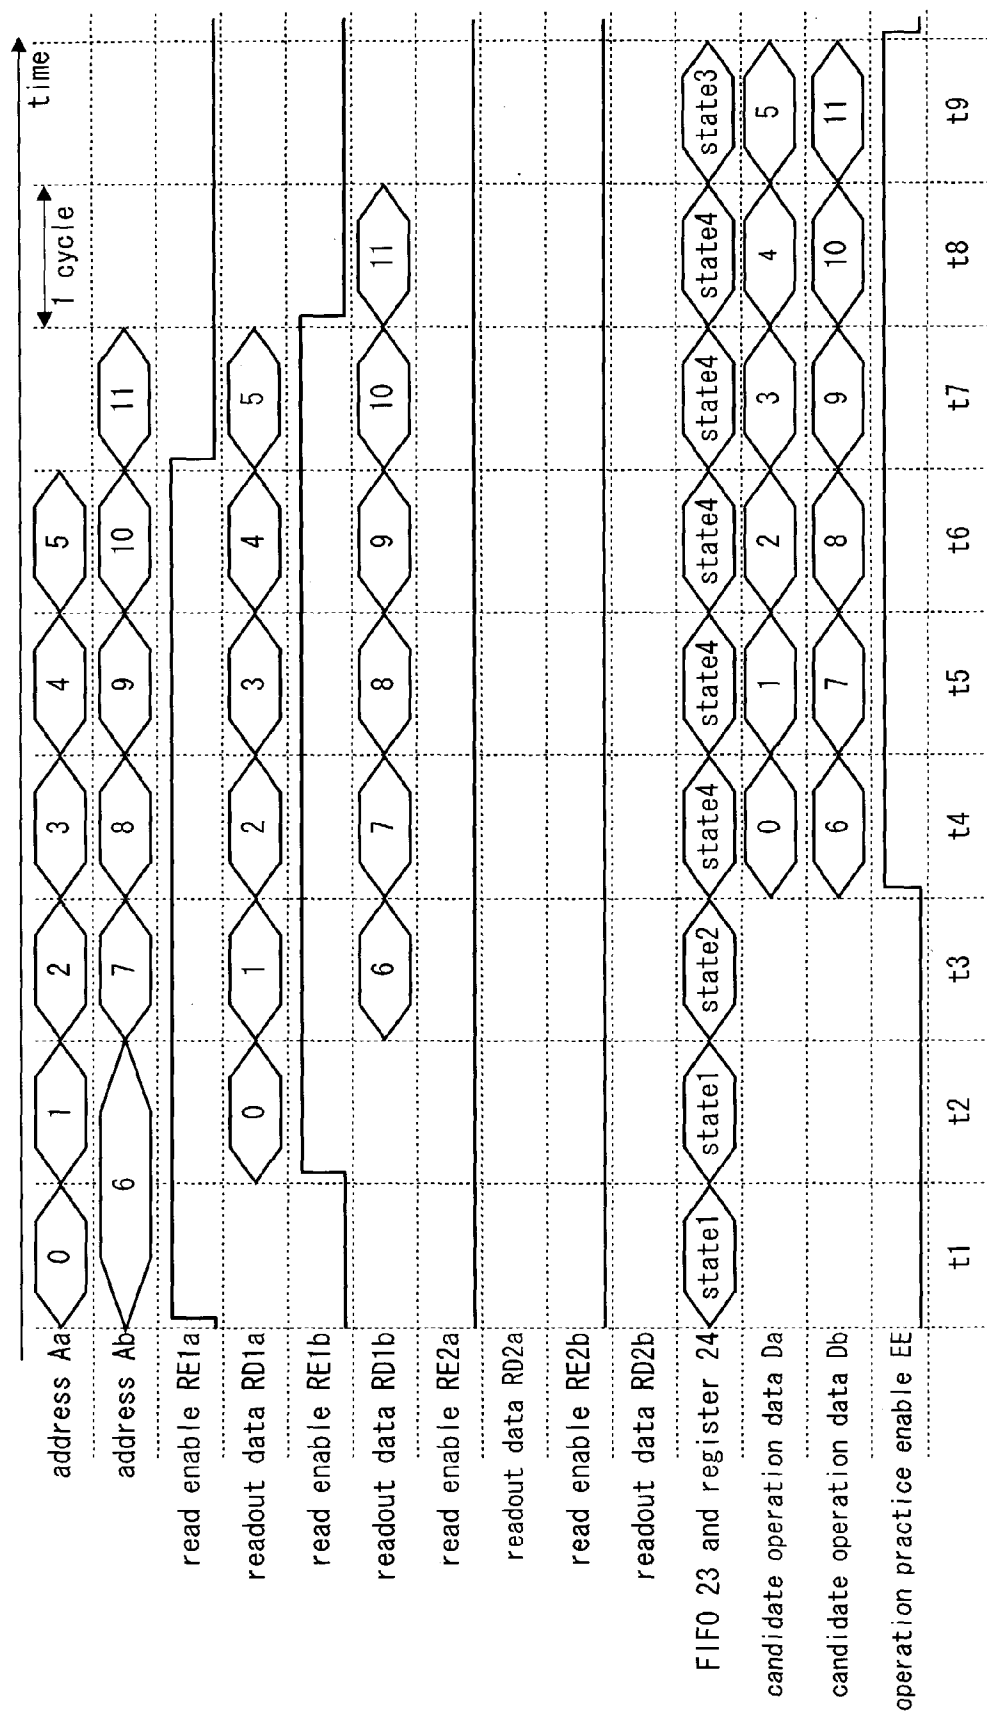 time
1 cycle
address Aa 0 1 2 3 4 5
address Ab 6 7 8 9 10 11
read enable RE1a
readout data RD1a 0 1 2 3 4 5
read enable RE1b
readout data RD1b 6 7 8 9 10 11
read enable RE2a
readout data RD2a
read enable RE2b
readout data RD2b
FIFO 23 and register 24 state1 state1 state2 state4 state4 state4 state4 state4 state3
candidate operation data Da 0 1 2 3 4 5
candidate operation data Db 6 7 8 9 10 11
operation practice enable EE
t1 t2 t3 t4 t5 t6 t7 t8 t9